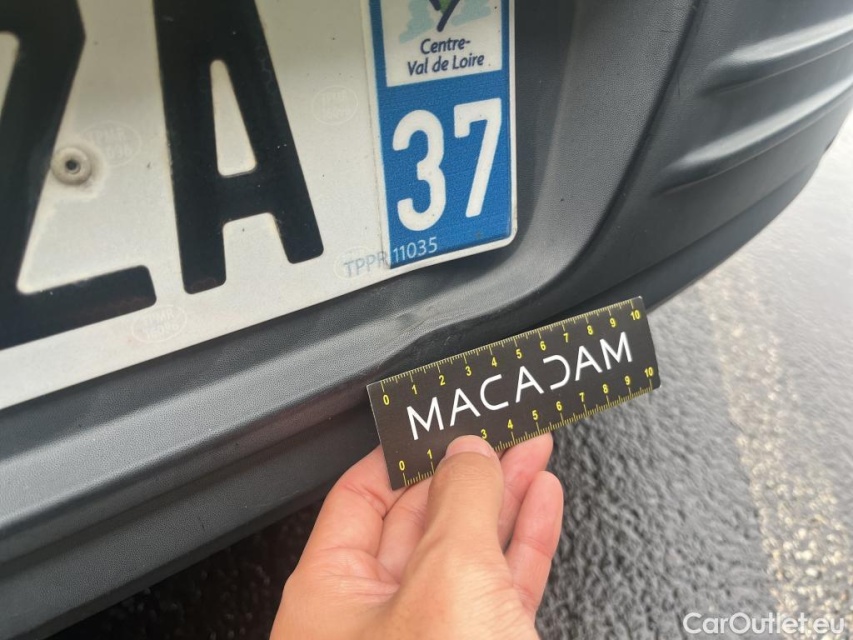 ZA
Centre-
Val de Loire
37
TPPR 11035
0 1 2 3 4 5 6 7 8 9 10
MACADAM
0 1 3 4 5 6 7 8 9 10
CarOutlet.eu